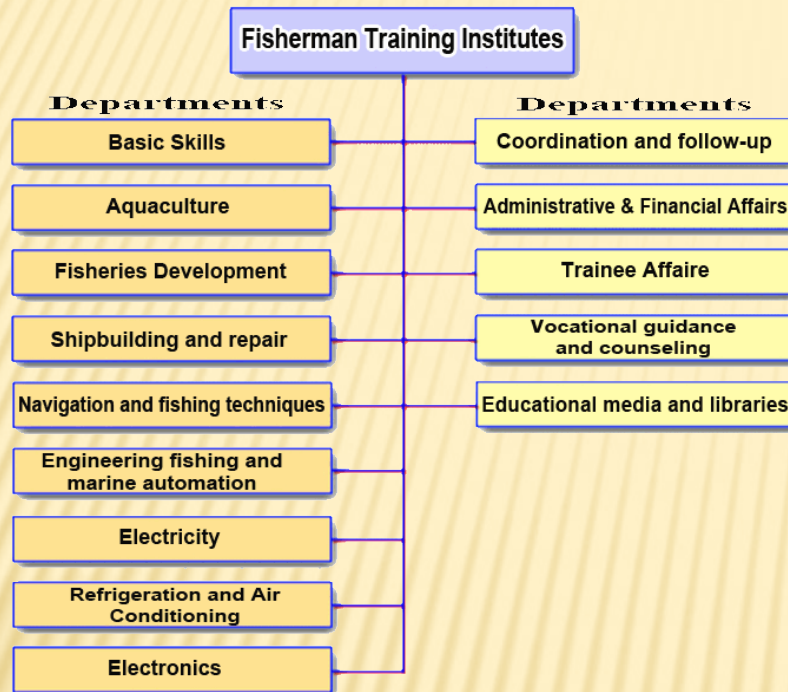 Fisherman Training Institutes
Departments
Basic Skills
Aquaculture
Fisheries Development
Shipbuilding and repair
Navigation and fishing techniques
Engineering fishing and
marine automation
Electricity
Refrigeration and Air
Conditioning
Electronics
Departments
Coordination and follow-up
Administrative & Financial Affairs
Trainee Affaire
Vocational guidance
and counseling
Educational media and libraries